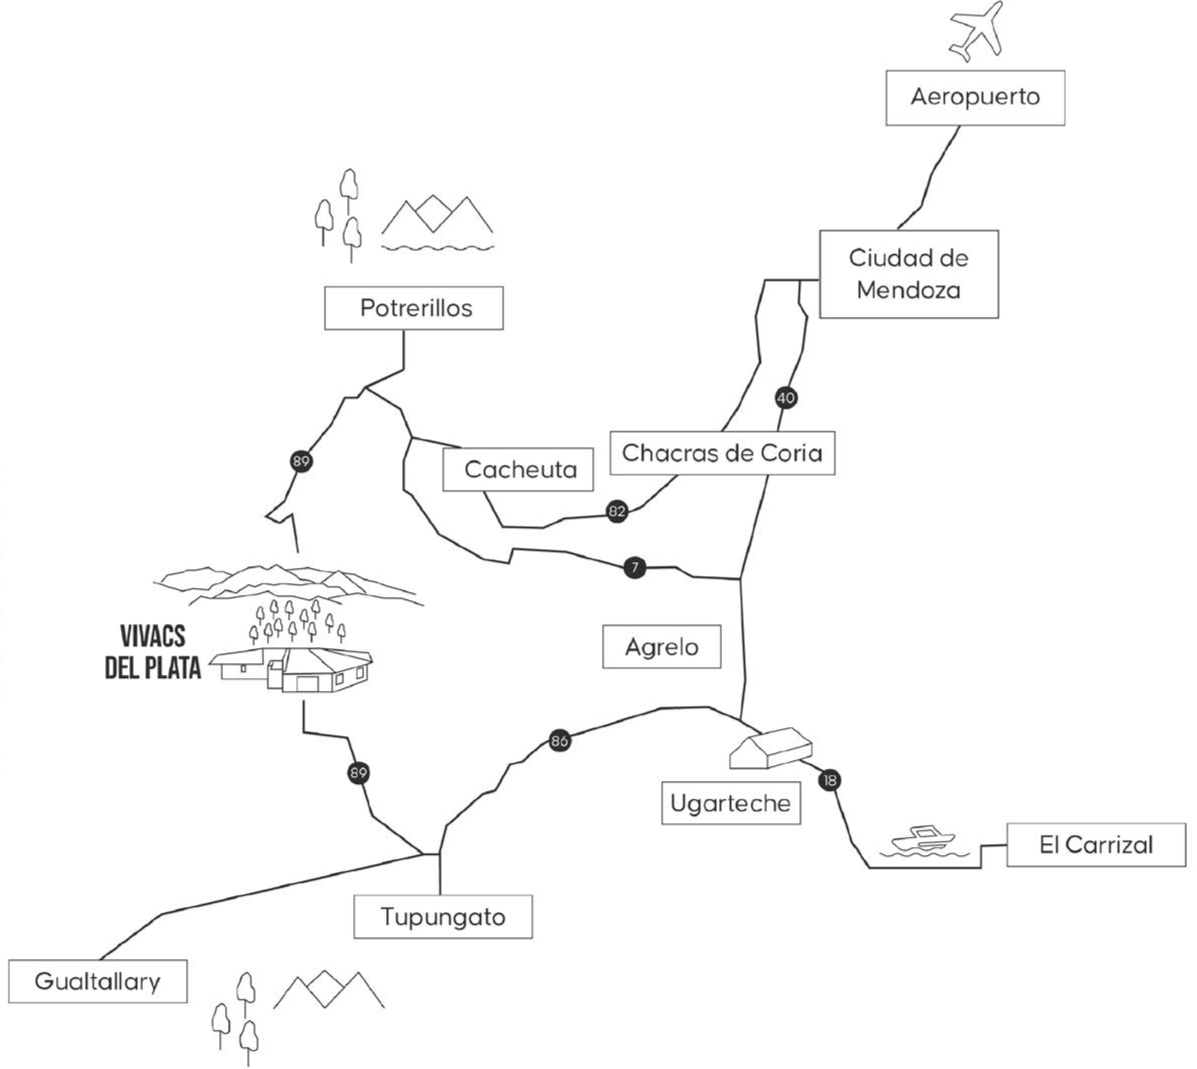 Aeropuerto
Ciudad de
Mendoza
Potrerillos
40
Chacras de Coria
89
Cacheuta
82
7
VIVACS
DEL PLATA
Agrelo
86
89
18
Ugarteche
El Carrizal
Tupungato
Gualtallary